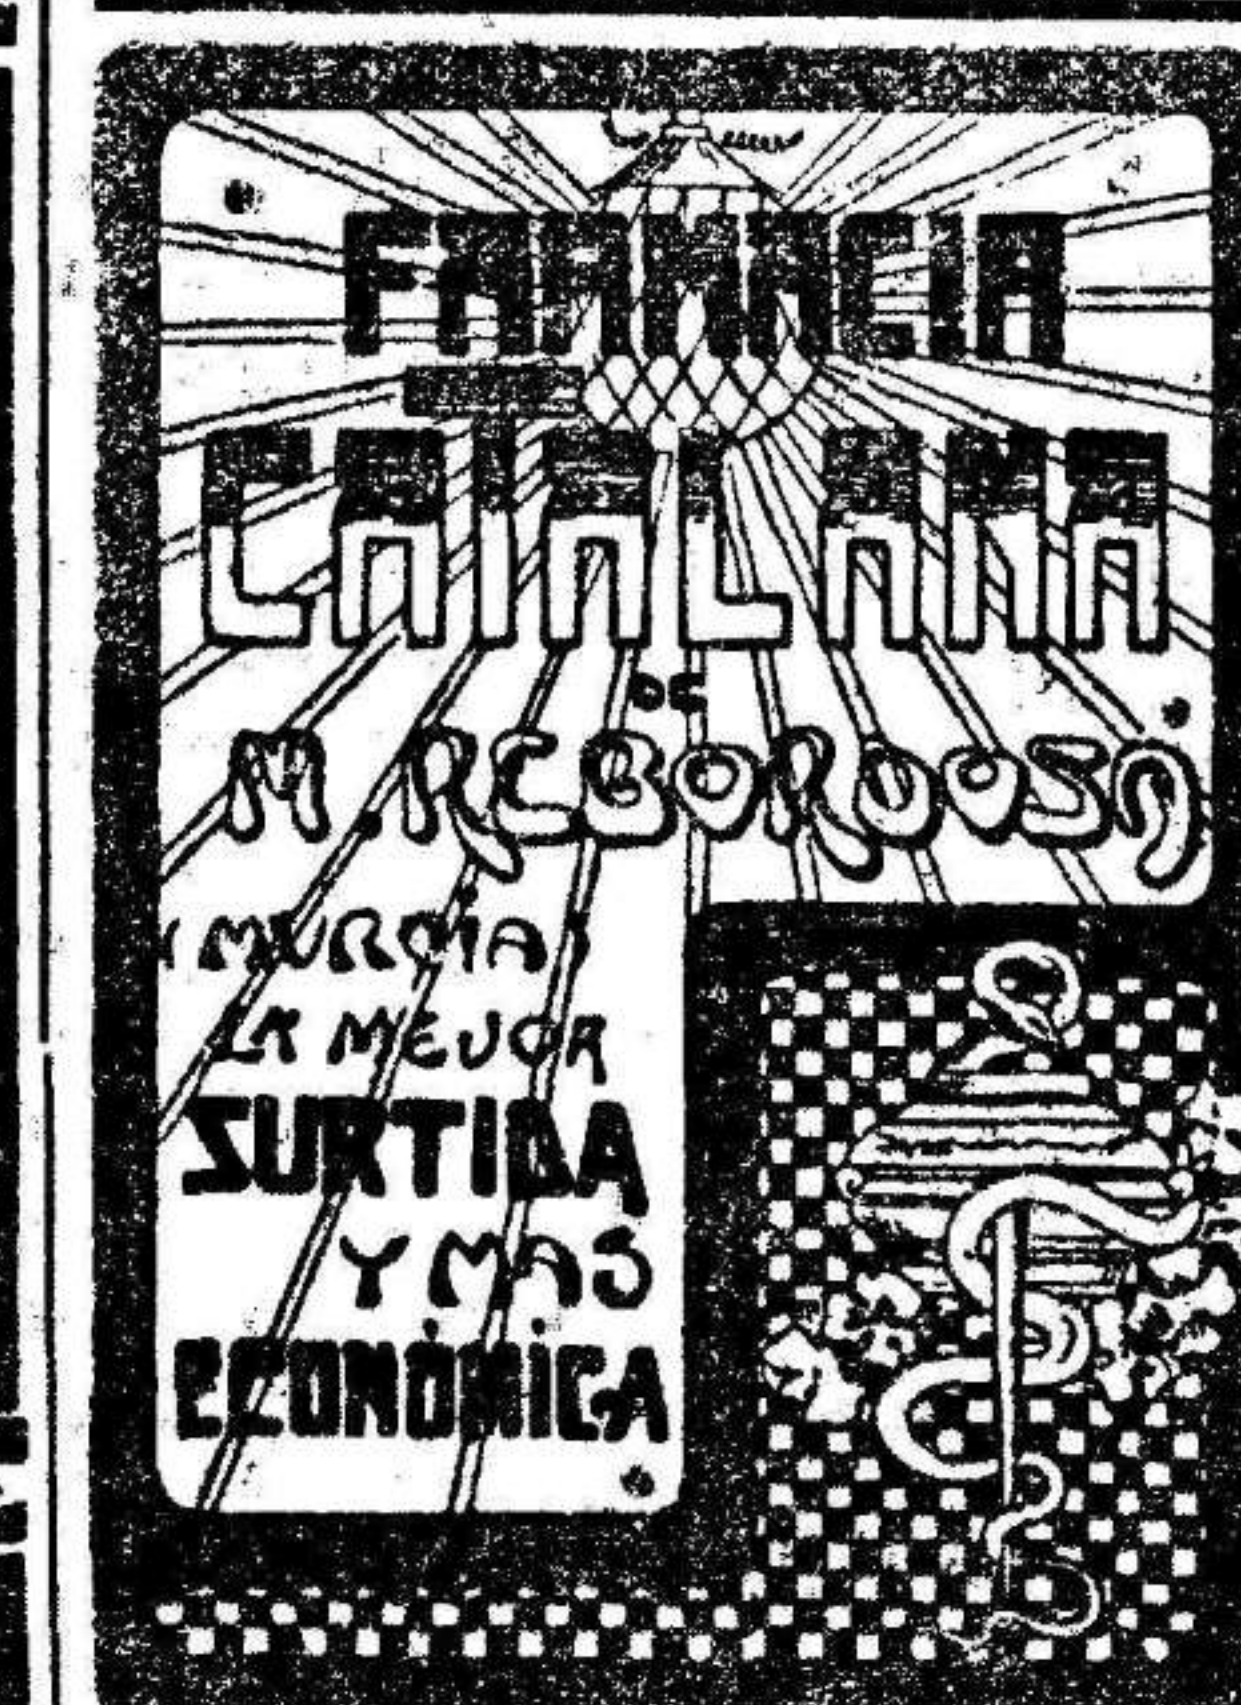 FARMACIA
CATALANA
DE
M. REBORDOSA
(MURCIA)
LA MEJOR
SURTIDA
Y MAS
ECONÓMICA